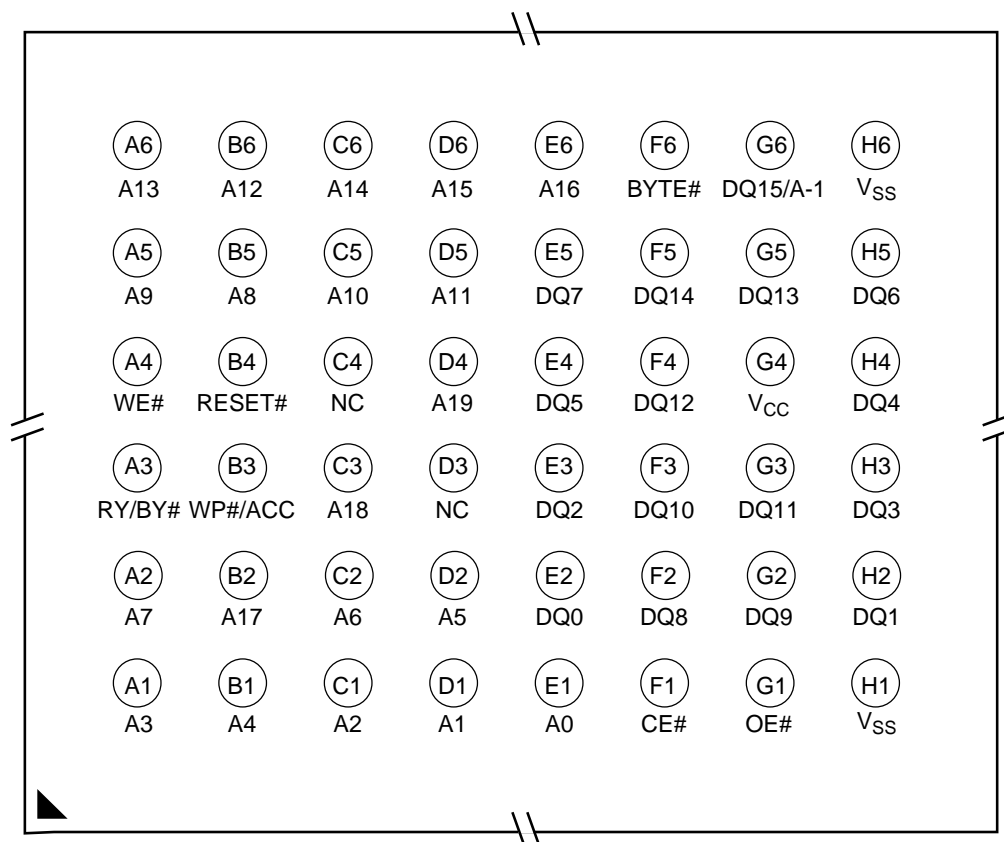 A6 B6 C6 D6 E6 F6 G6 H6
A13 A12 A14 A15 A16 BYTE# DQ15/A-1 VSS
A5 B5 C5 D5 E5 F5 G5 H5
A9 A8 A10 A11 DQ7 DQ14 DQ13 DQ6
A4 B4 C4 D4 E4 F4 G4 H4
WE# RESET# NC A19 DQ5 DQ12 VCC DQ4
A3 B3 C3 D3 E3 F3 G3 H3
RY/BY# WP#/ACC A18 NC DQ2 DQ10 DQ11 DQ3
A2 B2 C2 D2 E2 F2 G2 H2
A7 A17 A6 A5 DQ0 DQ8 DQ9 DQ1
A1 B1 C1 D1 E1 F1 G1 H1
A3 A4 A2 A1 A0 CE# OE# VSS